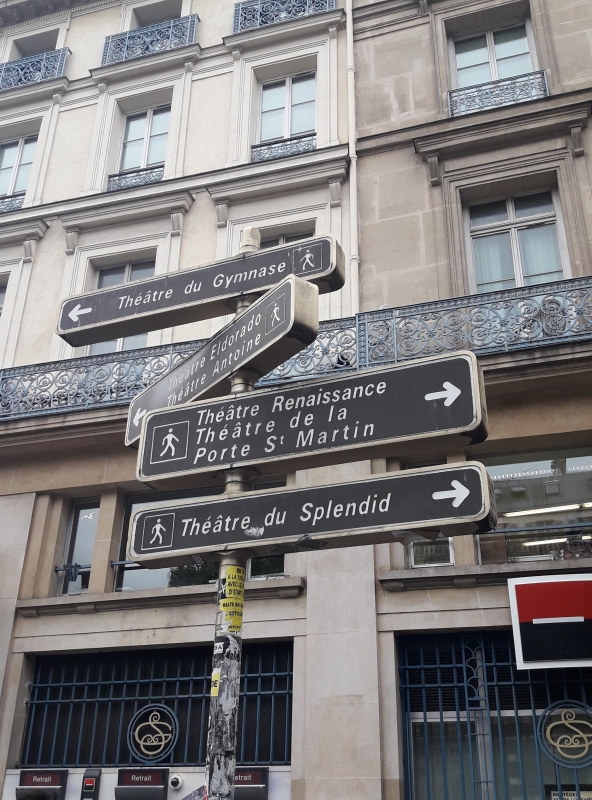 Théâtre du Gymnase
Théâtre Eldorado
Théâtre Antoine
Théâtre Renaissance
Théâtre de la
Porte St Martin
Théâtre du Splendid
Retrait
Retrait